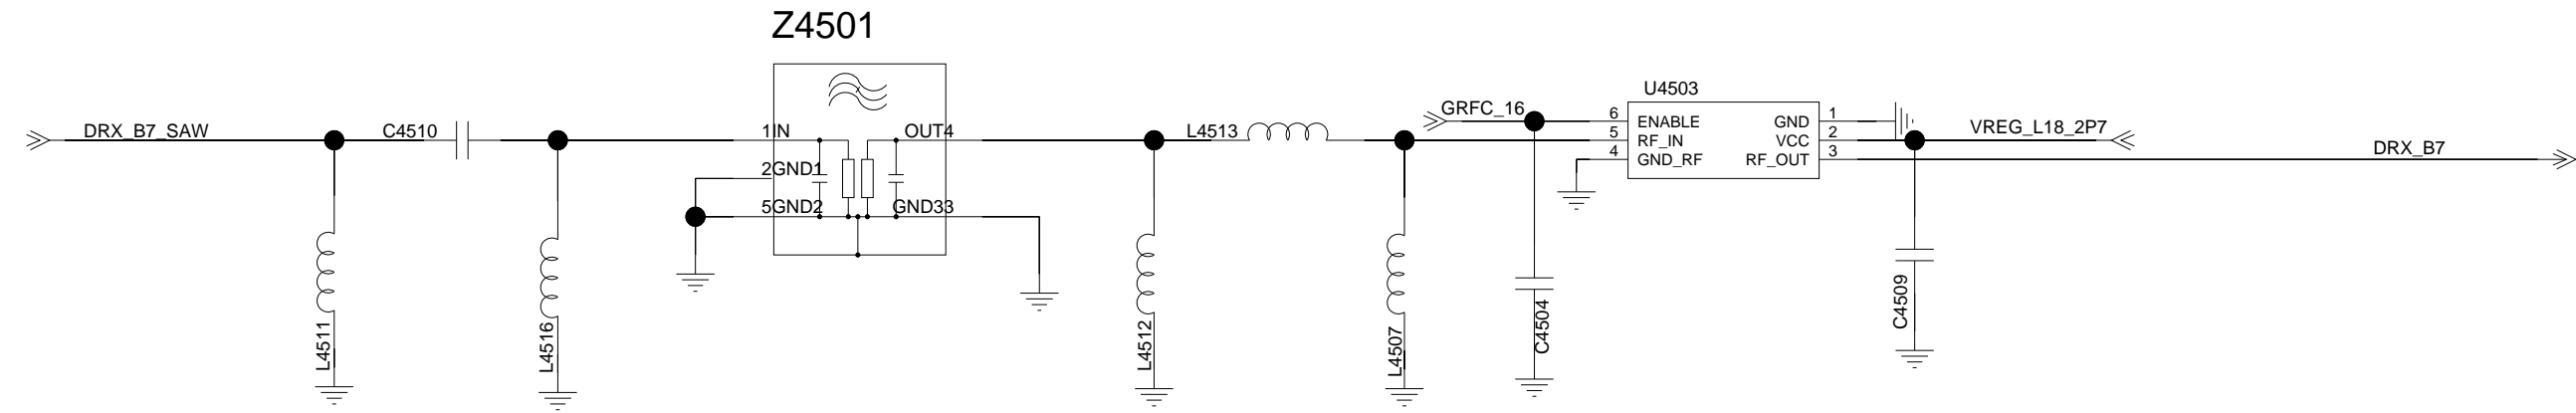 Z4501
U4503
DRX_B7_SAW
C4510
1IN
OUT4
2GND1
5GND2
GND33
L4513
GRFC_16
6
ENABLE
5
RF_IN
4
GND_RF
GND
1
VCC
2
RF_OUT
3
VREG_L18_2P7
DRX_B7
L4511
L4516
L4512
L4507
C4504
C4509